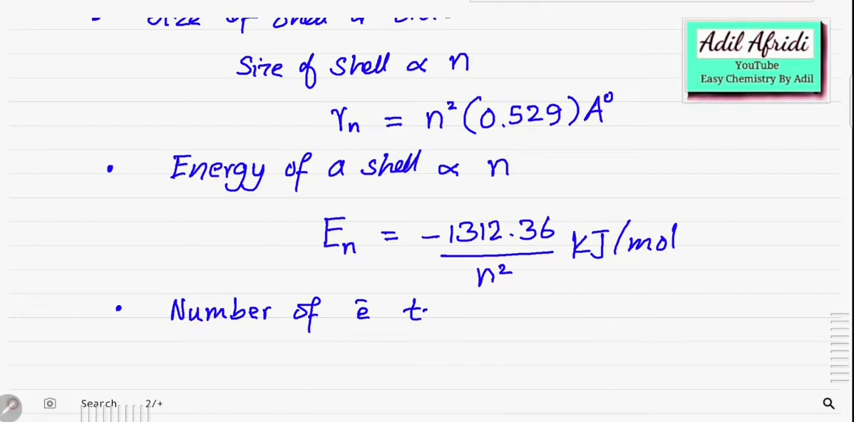 Size of shell ∝ n
rₙ = n² (0.529) A⁰
• Energy of a shell ∝ n
Eₙ = -1312.36 / n² kJ/mol
• Number of ē t
Adil Afridi
YouTube
Easy Chemistry By Adil
Search 2/+